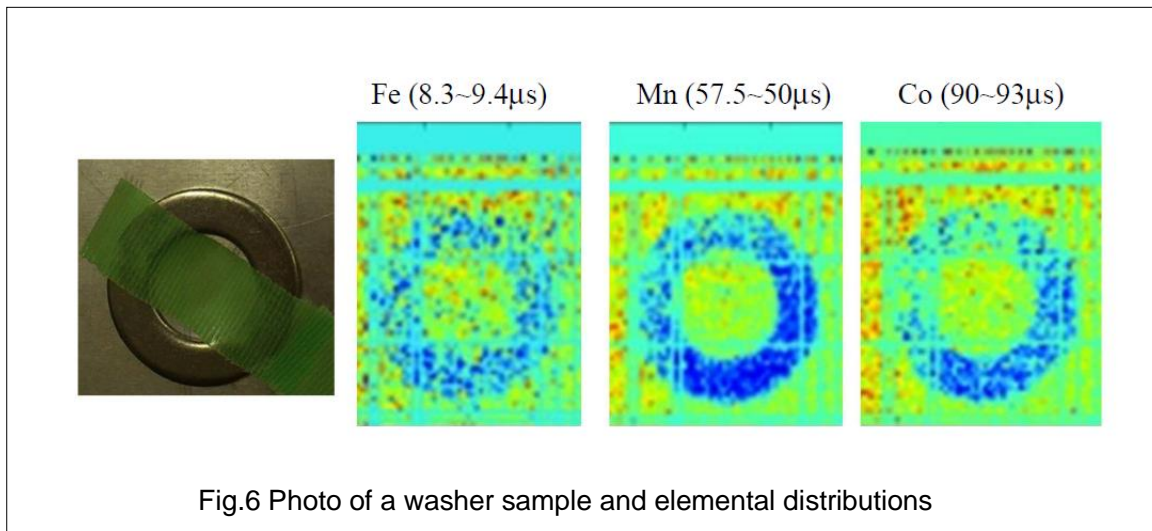 Fe (8.3~9.4μs) Mn (57.5~50μs) Co (90~93μs)
Fig.6 Photo of a washer sample and elemental distributions